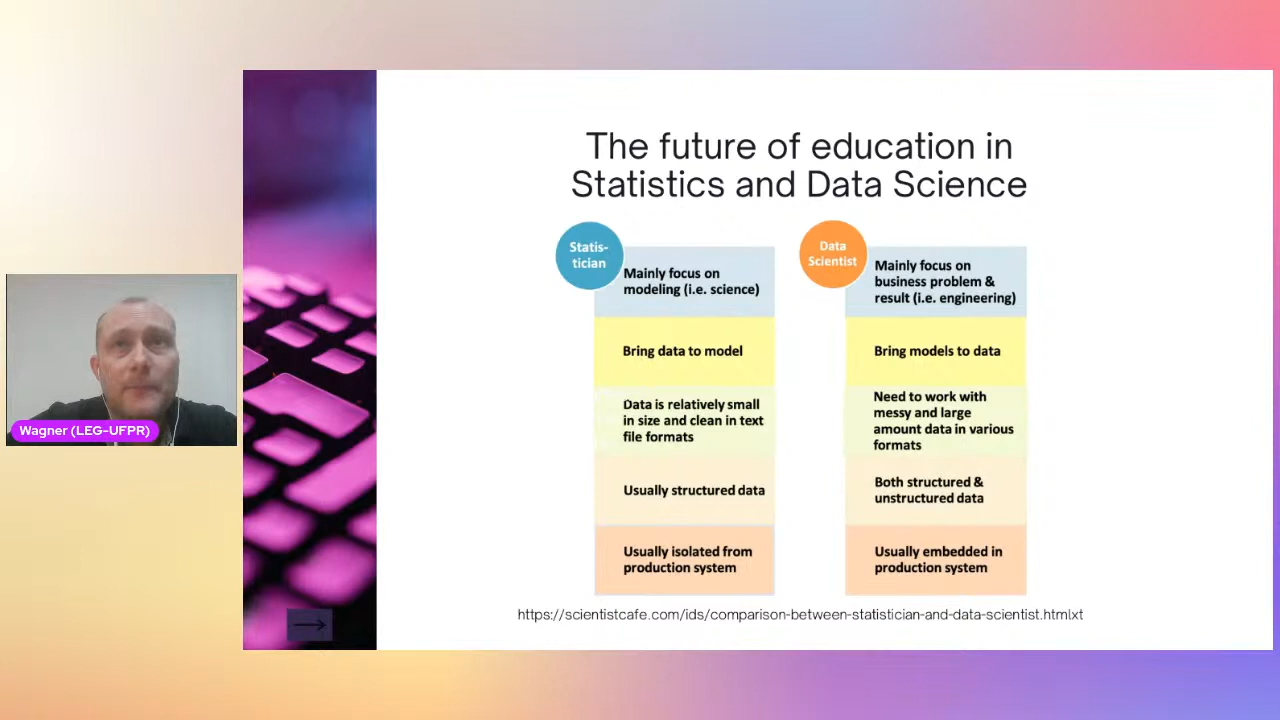 The future of education in
Statistics and Data Science
Statis-
tician
Mainly focus on
modeling (i.e. science)
Bring data to model
Data is relatively small
in size and clean in text
file formats
Usually structured data
Usually isolated from
production system
Data
Scientist
Mainly focus on
business problem &
result (i.e. engineering)
Bring models to data
Need to work with
messy and large
amount data in various
formats
Both structured &
unstructured data
Usually embedded in
production system
https://scientistcafe.com/ids/comparison-between-statistician-and-data-scientist.htmlxt
Wagner (LEG-UFPR)